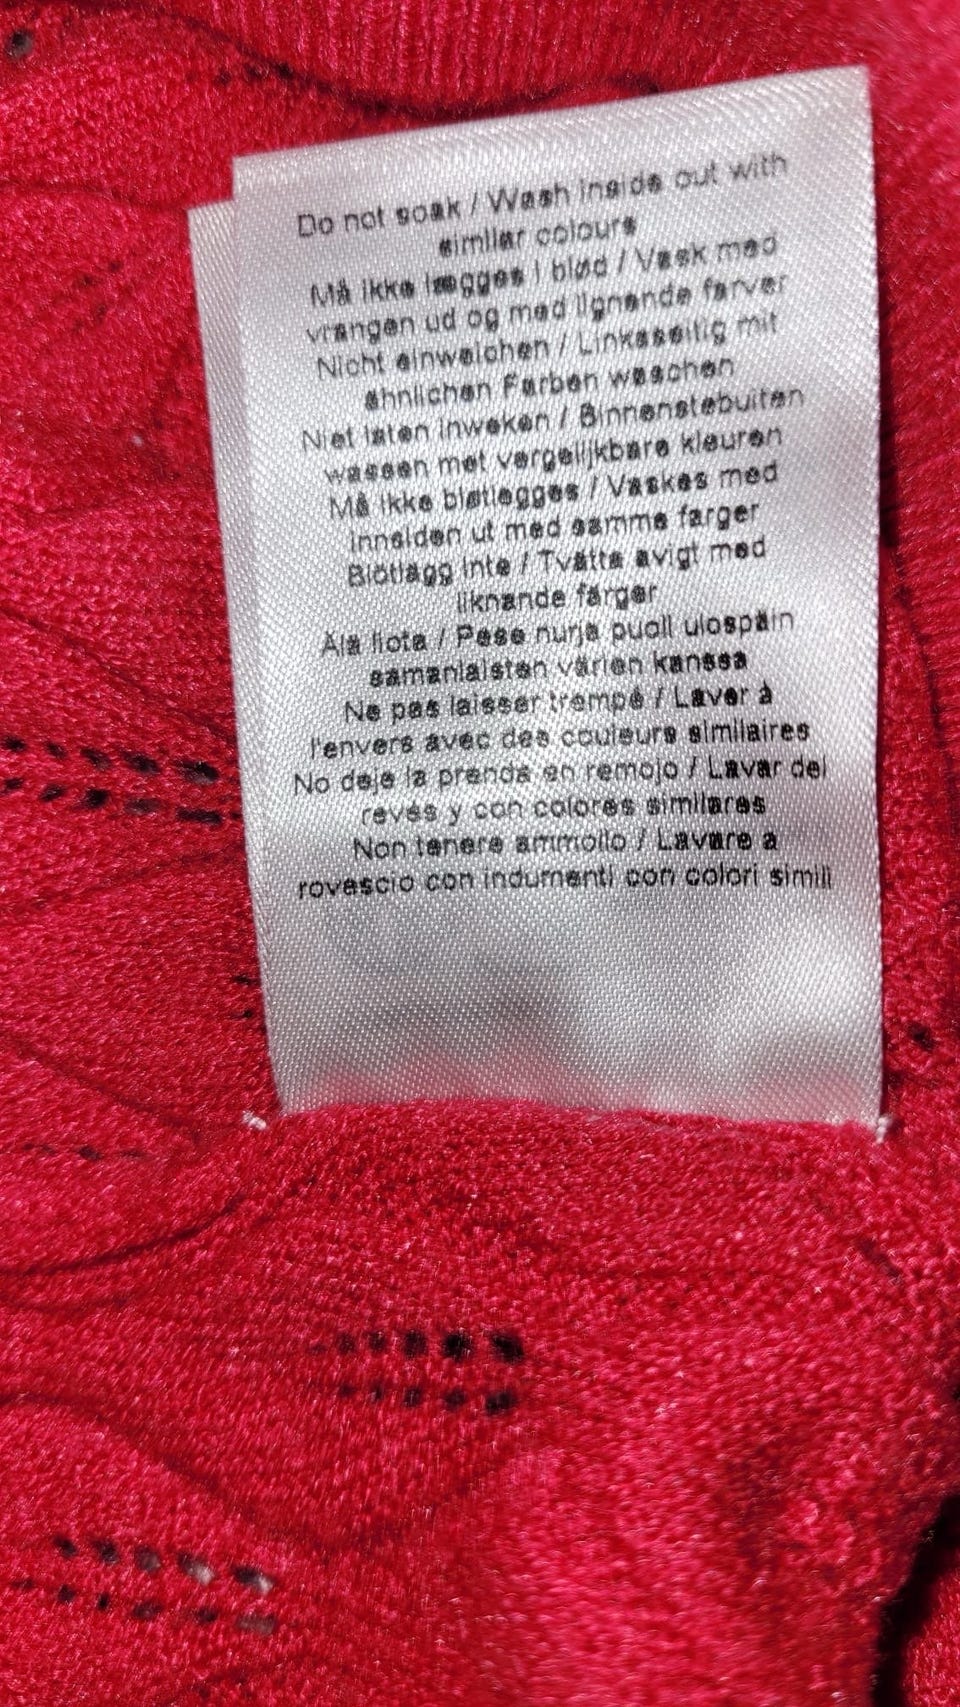 Do not soak / Wash inside out with
similar colours
Må ikke lægges i blød / Vask med
vrangen ud og med lignende farver
Nicht einweichen / Linksseitig mit
ähnlichen Farben waschen
Niet laten inweken / Binnenstebuiten
wassen met vergelijkbare kleuren
Må ikke bløtlegges / Vaskes med
innsiden ut med samme farger
Blötlägg inte / Tvätta avigt med
liknande färger
Älä liota / Pese nurja puoli ulospäin
samanlaisten värien kanssa
Ne pas laisser trempé / Laver à
l'envers avec des couleurs similaires
No deje la prenda en remojo / Lavar del
revés y con colores similares
Non tenere ammollo / Lavare a
rovescio con indumenti con colori simili